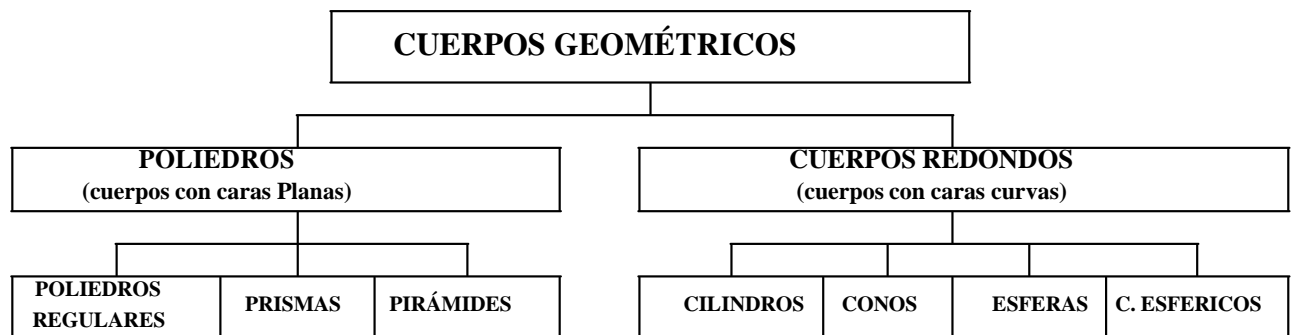 CUERPOS GEOMÉTRICOS
POLIEDROS
(cuerpos con caras Planas)
CUERPOS REDONDOS
(cuerpos con caras curvas)
POLIEDROS
REGULARES
PRISMAS
PIRÁMIDES
CILINDROS
CONOS
ESFERAS
C. ESFERICOS